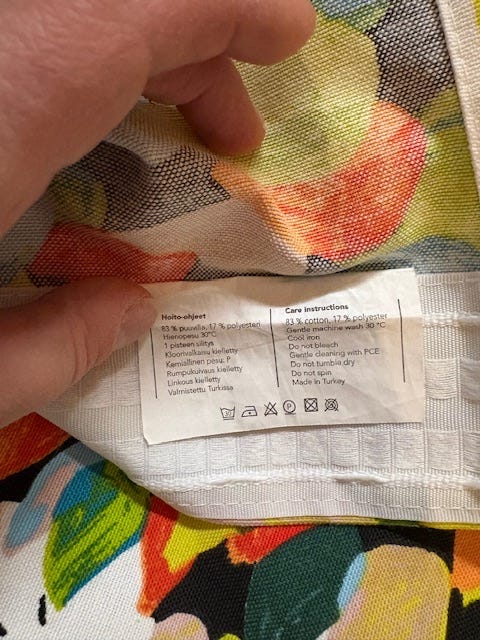 Hoito-ohjeet
83 % puuvilla, 17 % polyesteri
Hienopesu 30°C
1 pisteen silitys
Kloorivalkaisu kielletty
Kemiallinen pesu: P
Rumpukuivaus kielletty
Linkous kielletty
Valmistettu Turkissa
Care instructions
83 % cotton, 17 % polyester
Gentle machine wash 30 °C
Cool iron
Do not bleach
Gentle cleaning with PCE
Do not tumble dry
Do not spin
Made in Turkey
30
P